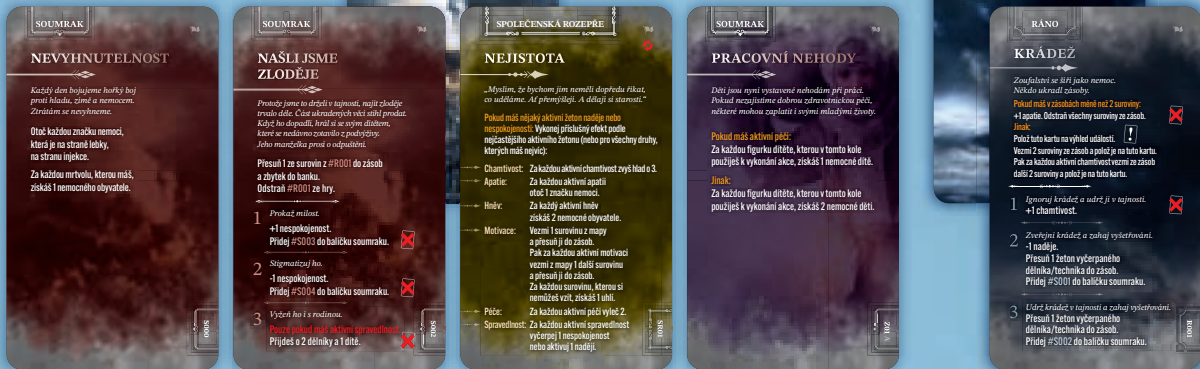 SOUMRAK
NEVYHNUTELNOST
Každý den bojujeme hořký boj
proti hladu, zimě a nemocem.
Ztrátám se nevyhneme.
Otoč každou značku nemoci,
která je na straně lebky,
na stranu injekce.
Za každou mrtvolu, kterou máš,
získáš 1 nemocného obyvatele.
S000
SOUMRAK
NAŠLI JSME
ZLODĚJE
Protože jsme to drželi v tajnosti, najít zloděje
trvalo déle. Část ukradených věcí stihl prodat.
Když ho dopadli, hrál si se svým dítětem,
které se nedávno zotavilo z podvýživy.
Jeho manželka prosí o odpuštění.
Přesuň 1 ze surovin z #R001 do zásob
a zbytek do banku.
Odstraň #R001 ze hry.
1 Prokaž milost.
+1 nespokojenost.
Přidej #S003 do balíčku soumraku.
2 Stigmatizuj ho.
-1 nespokojenost.
Přidej #S004 do balíčku soumraku.
3 Vyžeň ho i s rodinou.
Pouze pokud máš aktivní spravedlnost.
Přijdeš o 2 dělníky a 1 dítě.
S002
SPOLEČENSKÁ ROZEPŘE
NEJISTOTA
„Myslím, že bychom jim neměli dopředu říkat,
co uděláme. Ať přemýšlejí. A dělají si starosti.“
Pokud máš nějaký aktivní žeton naděje nebo
nespokojenosti: Vykonej příslušný efekt podle
nejčastějšího aktivního žetonu (nebo pro všechny druhy,
kterých máš nejvíc):
Chamtivost: Za každou aktivní chamtivost zvyš hlad o 3.
Apatie: Za každou aktivní apatii
otoč 1 značku nemoci.
Hněv: Za každý aktivní hněv
získáš 2 nemocné obyvatele.
Motivace: Vezmi 1 surovinu z mapy
a přesuň ji do zásob.
Pak za každou aktivní motivaci
vezmi z mapy 1 další surovinu
a přesuň ji do zásob.
Za každou surovinu, kterou si
nemůžeš vzít, získáš 1 uhlí.
Péče: Za každou aktivní péči vyleč 2.
Spravedlnost: Za každou aktivní spravedlnost
vyčerpej 1 nespokojenost
nebo aktivuj 1 naději.
SR01
SOUMRAK
PRACOVNÍ NEHODY
Děti jsou nyní vystavené nehodám při práci.
Pokud nezajistíme dobrou zdravotnickou péči,
některé mohou zaplatit i svými mladými životy.
Pokud máš aktivní péči:
Za každou figurku dítěte, kterou v tomto kole
použiješ k vykonání akce, získáš 1 nemocné dítě.
Jinak:
Za každou figurku dítěte, kterou v tomto kole
použiješ k vykonání akce, získáš 2 nemocné děti.
RÁNO
KRÁDEŽ
Zoufalství se šíří jako nemoc.
Někdo ukradl zásoby.
Pokud máš v zásobách méně než 2 suroviny:
+1 apatie. Odstraň všechny suroviny ze zásob.
Jinak:
Polož tuto kartu na výhled událostí. !
Vezmi 2 suroviny ze zásob a polož je na tuto kartu.
Pak za každou aktivní chamtivost vezmi ze zásob
další 2 suroviny a polož je na tuto kartu.
1 Ignoruj krádež a udrž ji v tajnosti.
+1 chamtivost.
2 Zveřejni krádež a zahaj vyšetřování.
-1 naděje.
Přesuň 1 žeton vyčerpaného
dělníka/technika do zásob.
Přidej #S001 do balíčku soumraku.
3 Udrž krádež v tajnosti a zahaj vyšetřování.
Přesuň 1 žeton vyčerpaného
dělníka/technika do zásob.
Přidej #S002 do balíčku soumraku.
R001